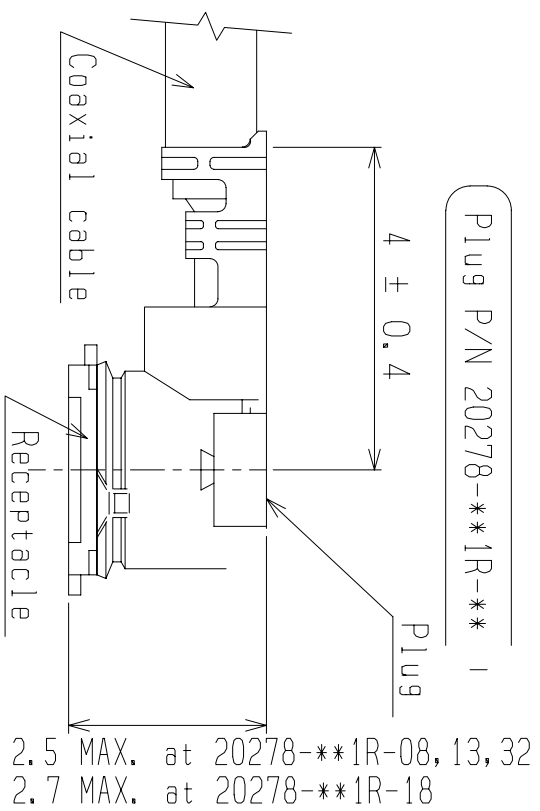 Plug P/N 20278-**1R-**
4 ± 0.4
Coaxial cable
Receptacle
Plug
2.5 MAX. at 20278-**1R-08,13,32
2.7 MAX. at 20278-**1R-18